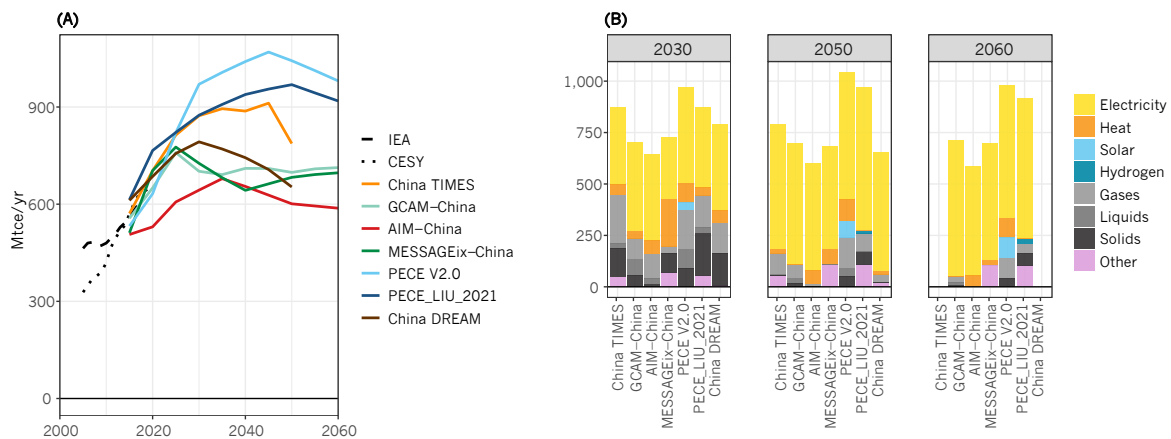 (A)
Mtce/yr
900
600
300
0
2000
2020
2040
2060
IEA
CESY
China TIMES
GCAM–China
AIM–China
MESSAGEix–China
PECE V2.0
PECE_LIU_2021
China DREAM
(B)
2030
2050
2060
1,000
750
500
250
0
China TIMES
GCAM–China
AIM–China
MESSAGEix–China
PECE V2.0
PECE_LIU_2021
China DREAM
China TIMES
GCAM–China
AIM–China
MESSAGEix–China
PECE V2.0
PECE_LIU_2021
China DREAM
China TIMES
GCAM–China
AIM–China
MESSAGEix–China
PECE V2.0
PECE_LIU_2021
China DREAM
Electricity
Heat
Solar
Hydrogen
Gases
Liquids
Solids
Other